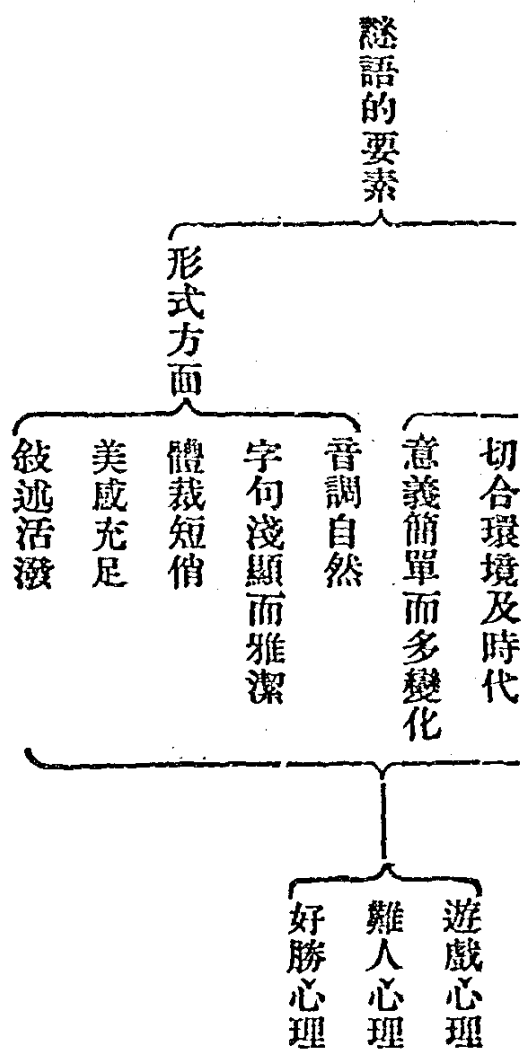 謎語的要素
切合環境及時代
意義簡單而多變化
形式方面
音調自然
字句淺顯而雅潔
體裁短俏
美感充足
敍述活潑
遊戲心理
難人心理
好勝心理